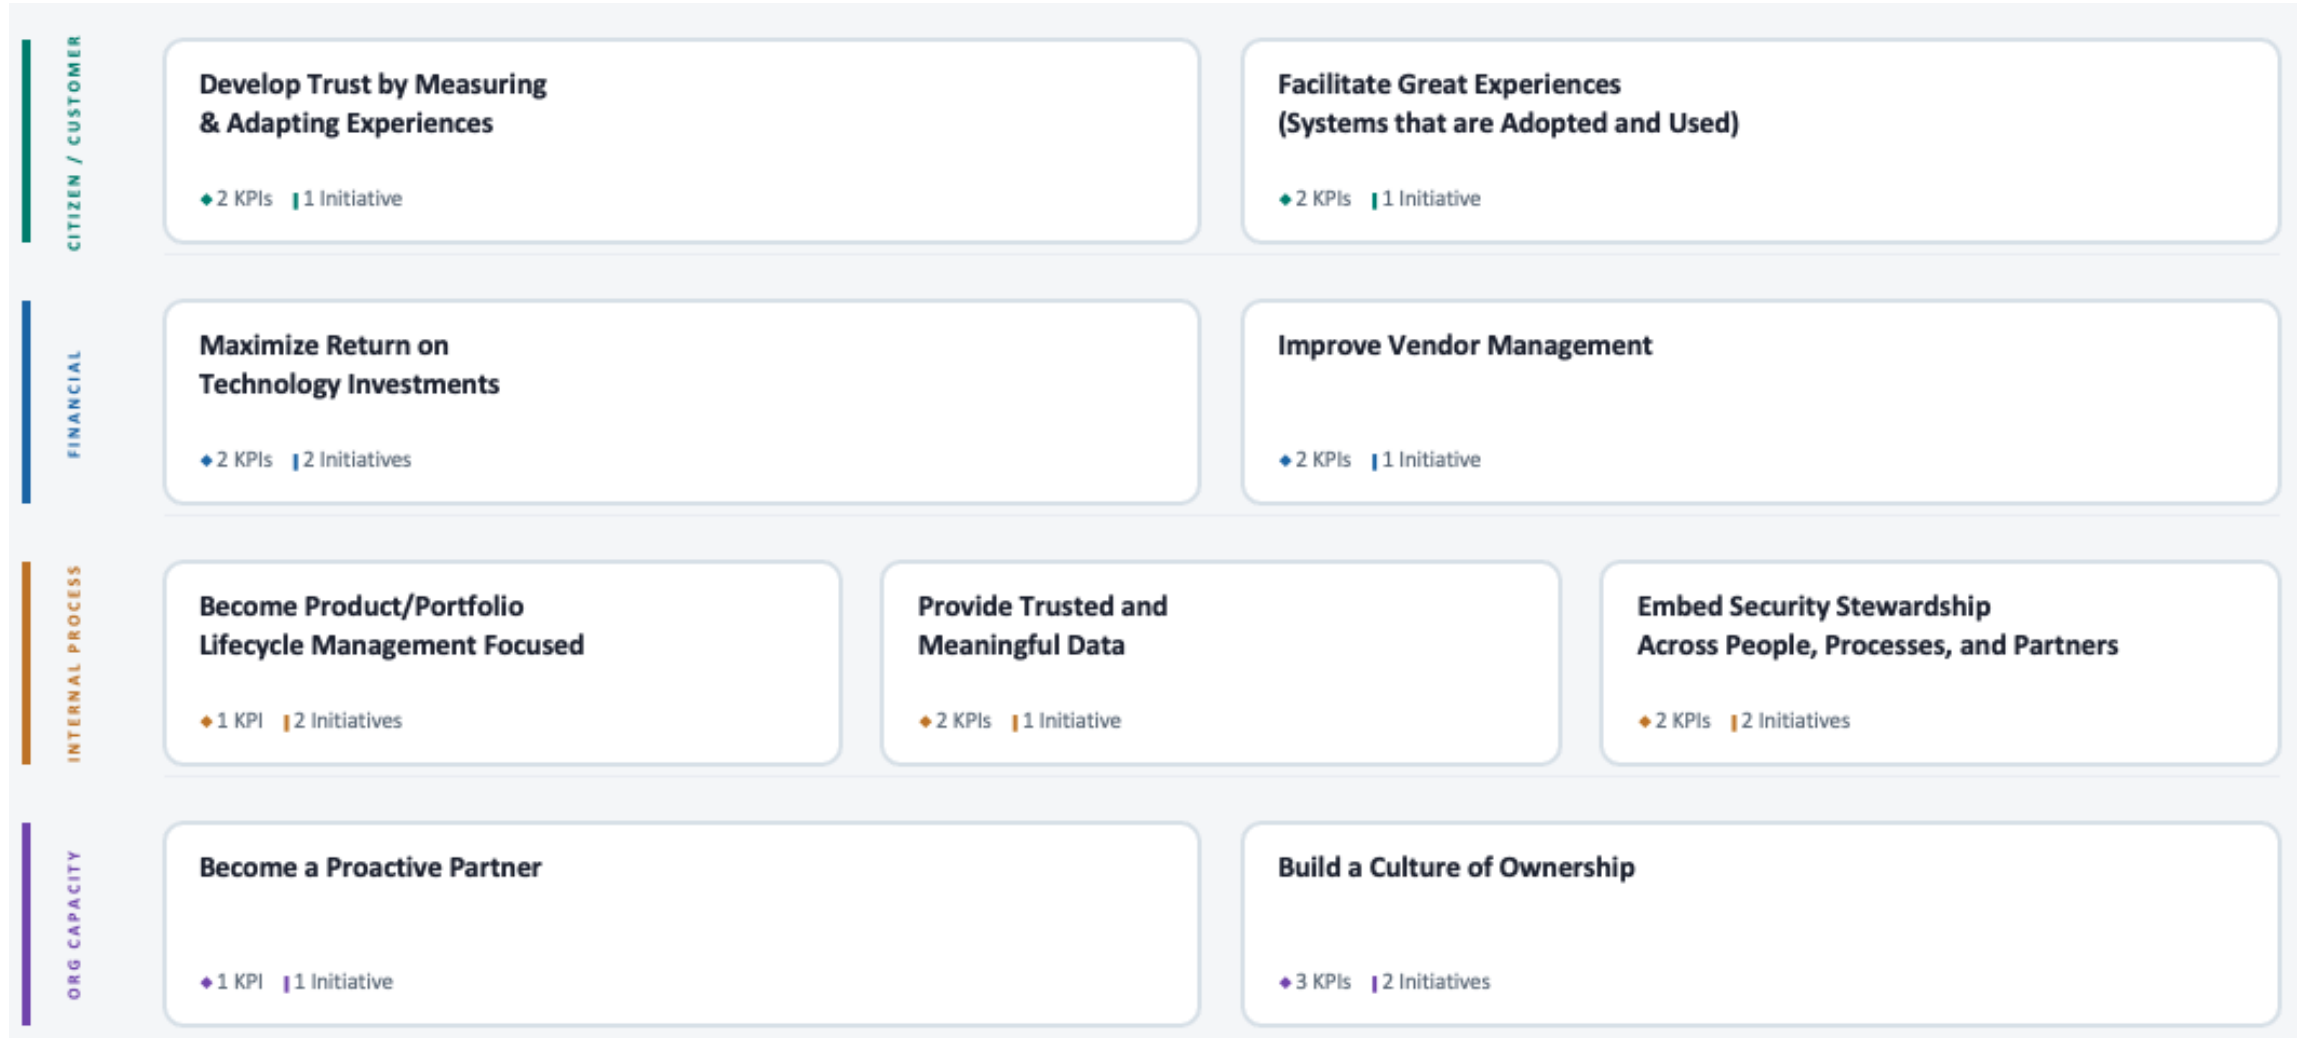 CITIZEN / CUSTOMER
Develop Trust by Measuring
& Adapting Experiences
2 KPIs 1 Initiative
Facilitate Great Experiences
(Systems that are Adopted and Used)
2 KPIs 1 Initiative
FINANCIAL
Maximize Return on
Technology Investments
2 KPIs 2 Initiatives
Improve Vendor Management
2 KPIs 1 Initiative
INTERNAL PROCESS
Become Product/Portfolio
Lifecycle Management Focused
1 KPI 2 Initiatives
Provide Trusted and
Meaningful Data
2 KPIs 1 Initiative
Embed Security Stewardship
Across People, Processes, and Partners
2 KPIs 2 Initiatives
ORG CAPACITY
Become a Proactive Partner
1 KPI 1 Initiative
Build a Culture of Ownership
3 KPIs 2 Initiatives